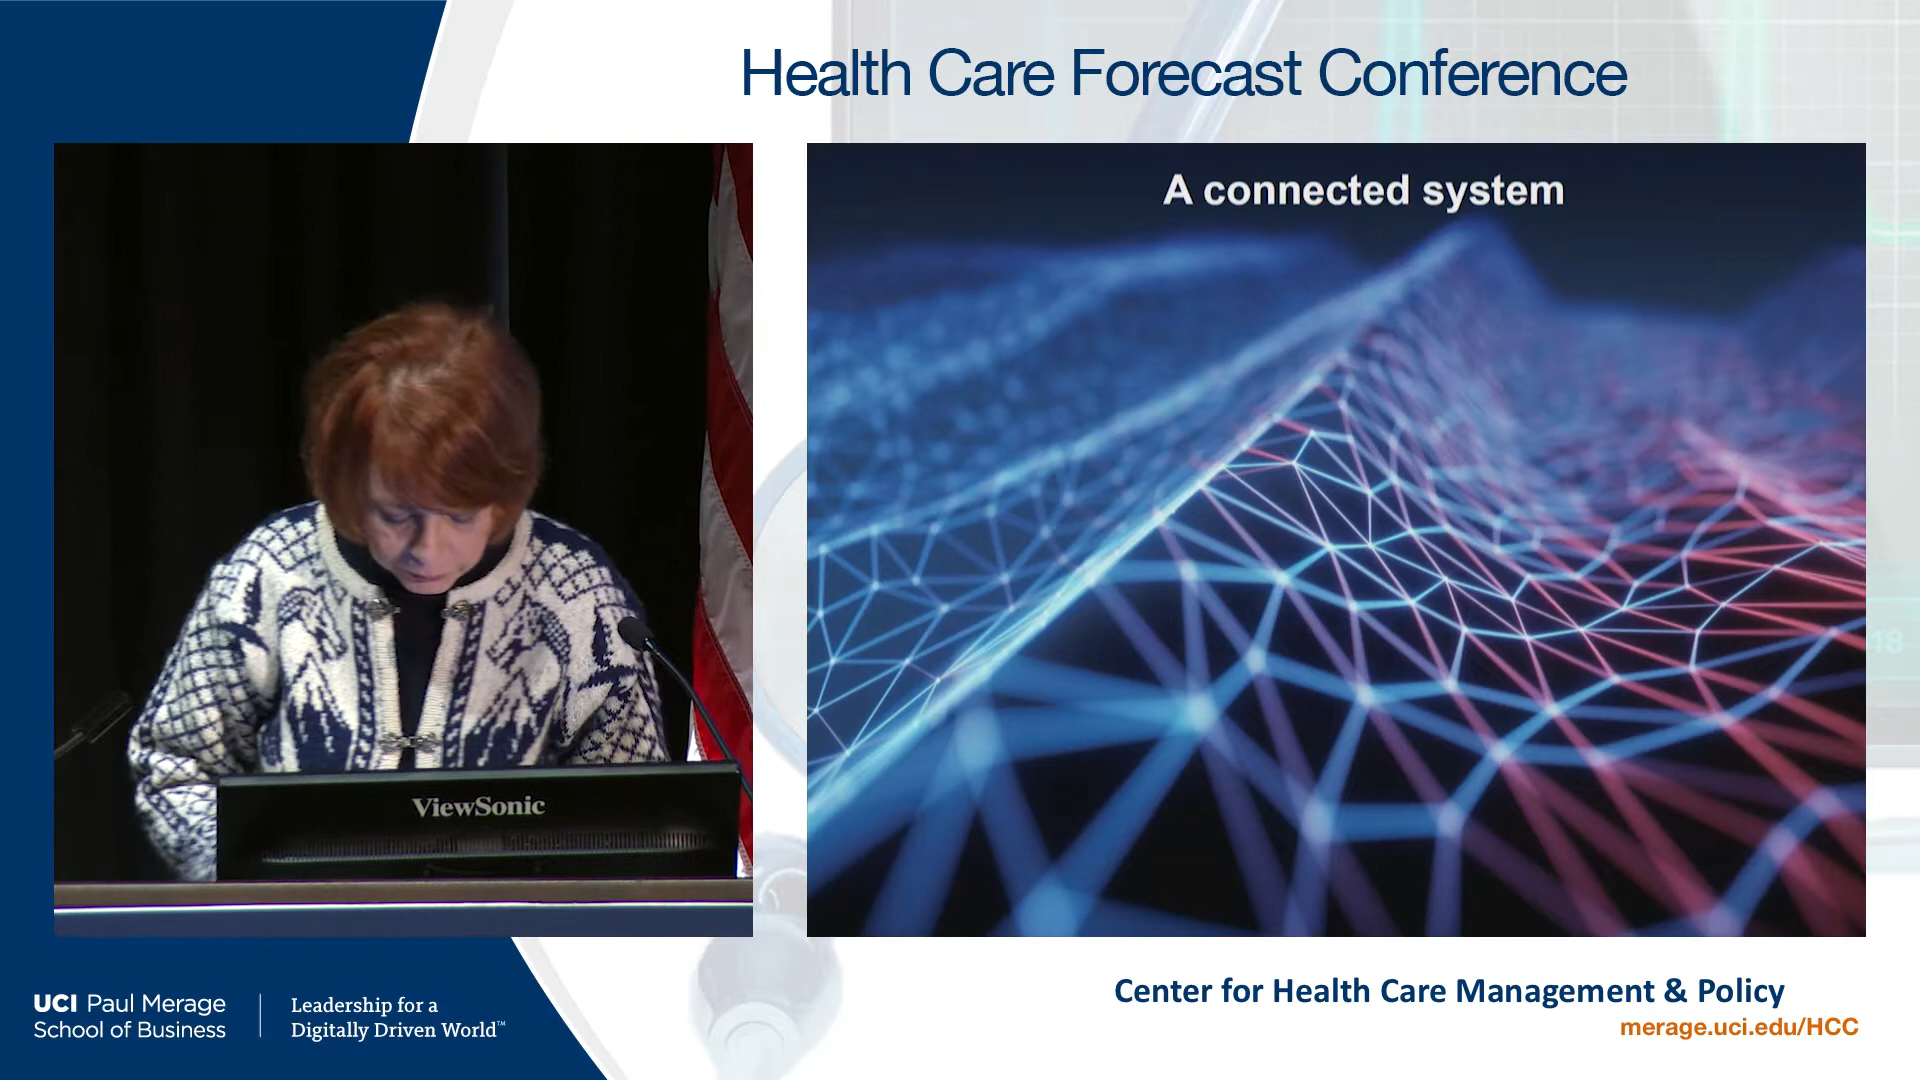 Health Care Forecast Conference
A connected system
ViewSonic
48
UCI Paul Merage
School of Business
Leadership for a
Digitally Driven World™
Center for Health Care Management & Policy
merage.uci.edu/HCC